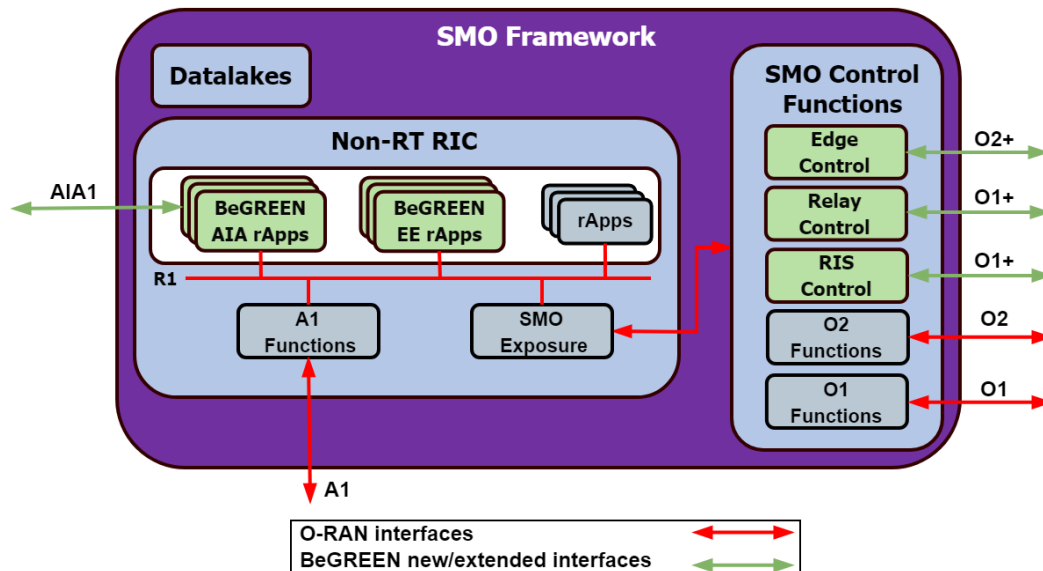 SMO Framework
Datalakes
SMO Control
Functions
Non-RT RIC
Edge
Control
O2+
AIA1
BeGREEN
AIA rApps
BeGREEN
EE rApps
rApps
Relay
Control
O1+
R1
RIS
Control
O1+
A1
Functions
SMO
Exposure
O2
Functions
O2
O1
Functions
O1
A1
O-RAN interfaces
BeGREEN new/extended interfaces